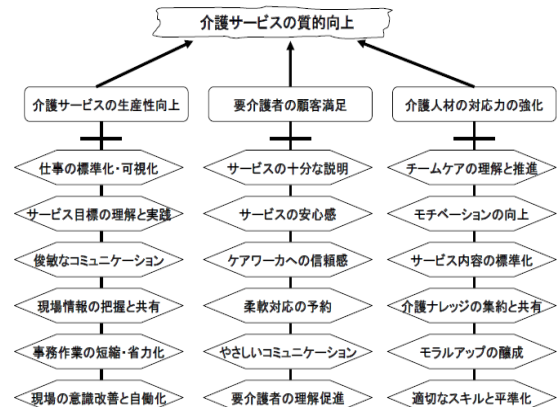 介護サービスの質的向上
介護サービスの生産性向上
要介護者の顧客満足
介護人材の対応力の強化
仕事の標準化・可視化
サービス目標の理解と実践
俊敏なコミュニケーション
現場情報の把握と共有
事務作業の短縮・省力化
現場の意識改善と自働化
サービスの十分な説明
サービスの安心感
ケアワーカへの信頼感
柔軟対応の予約
やさしいコミュニケーション
要介護者の理解促進
チームケアの理解と推進
モチベーションの向上
サービス内容の標準化
介護ナレッジの集約と共有
モラルアップの醸成
適切なスキルと平準化